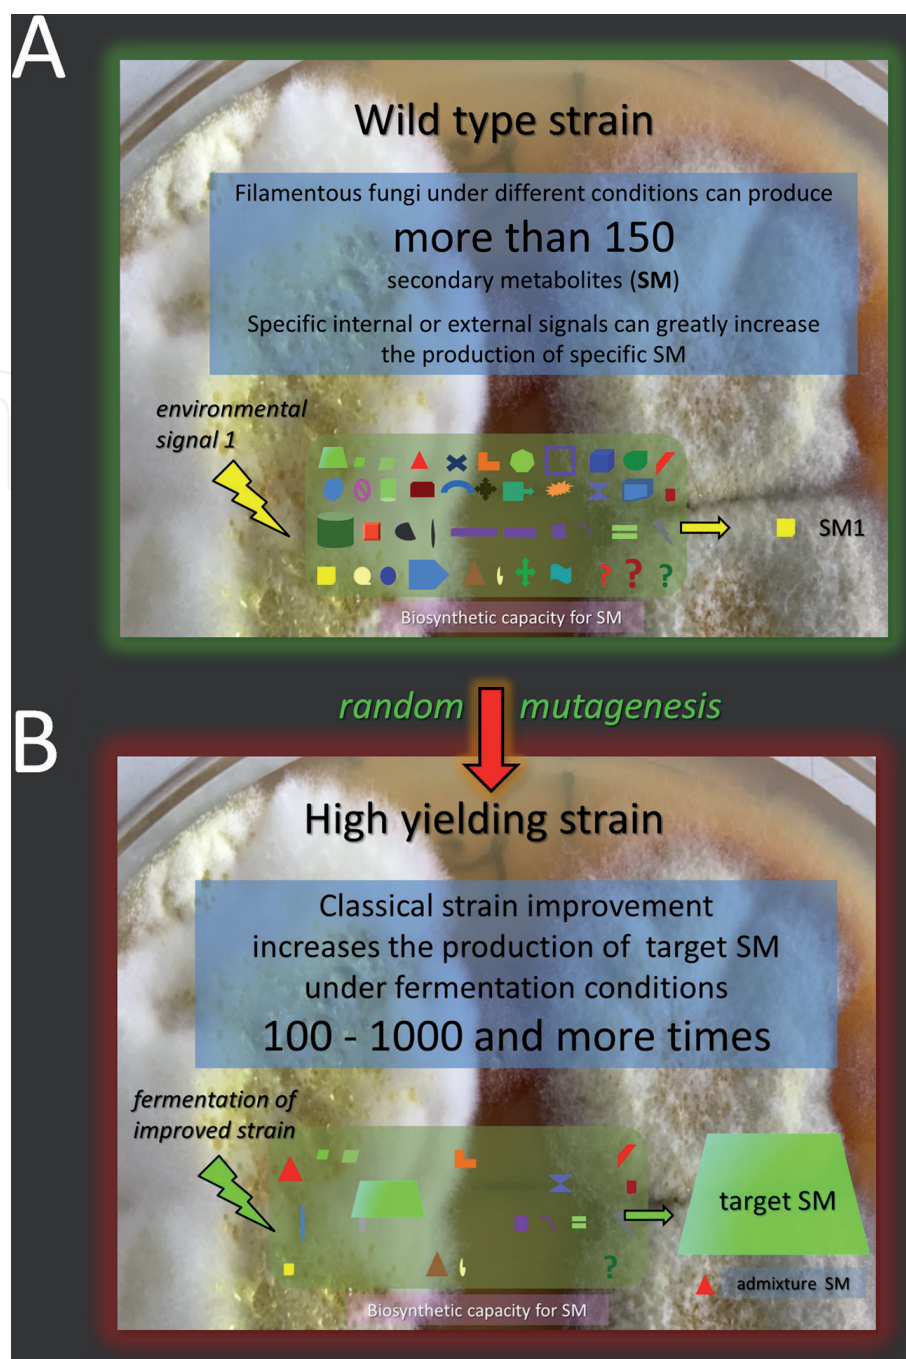 A
Wild type strain
Filamentous fungi under different conditions can produce
more than 150
secondary metabolites (SM)
Specific internal or external signals can greatly increase
the production of specific SM
environmental
signal 1
? ? ?
SM1
Biosynthetic capacity for SM
random mutagenesis
B
High yielding strain
Classical strain improvement
increases the production of target SM
under fermentation conditions
100 - 1000 and more times
fermentation of
improved strain
target SM
?
admixture SM
Biosynthetic capacity for SM